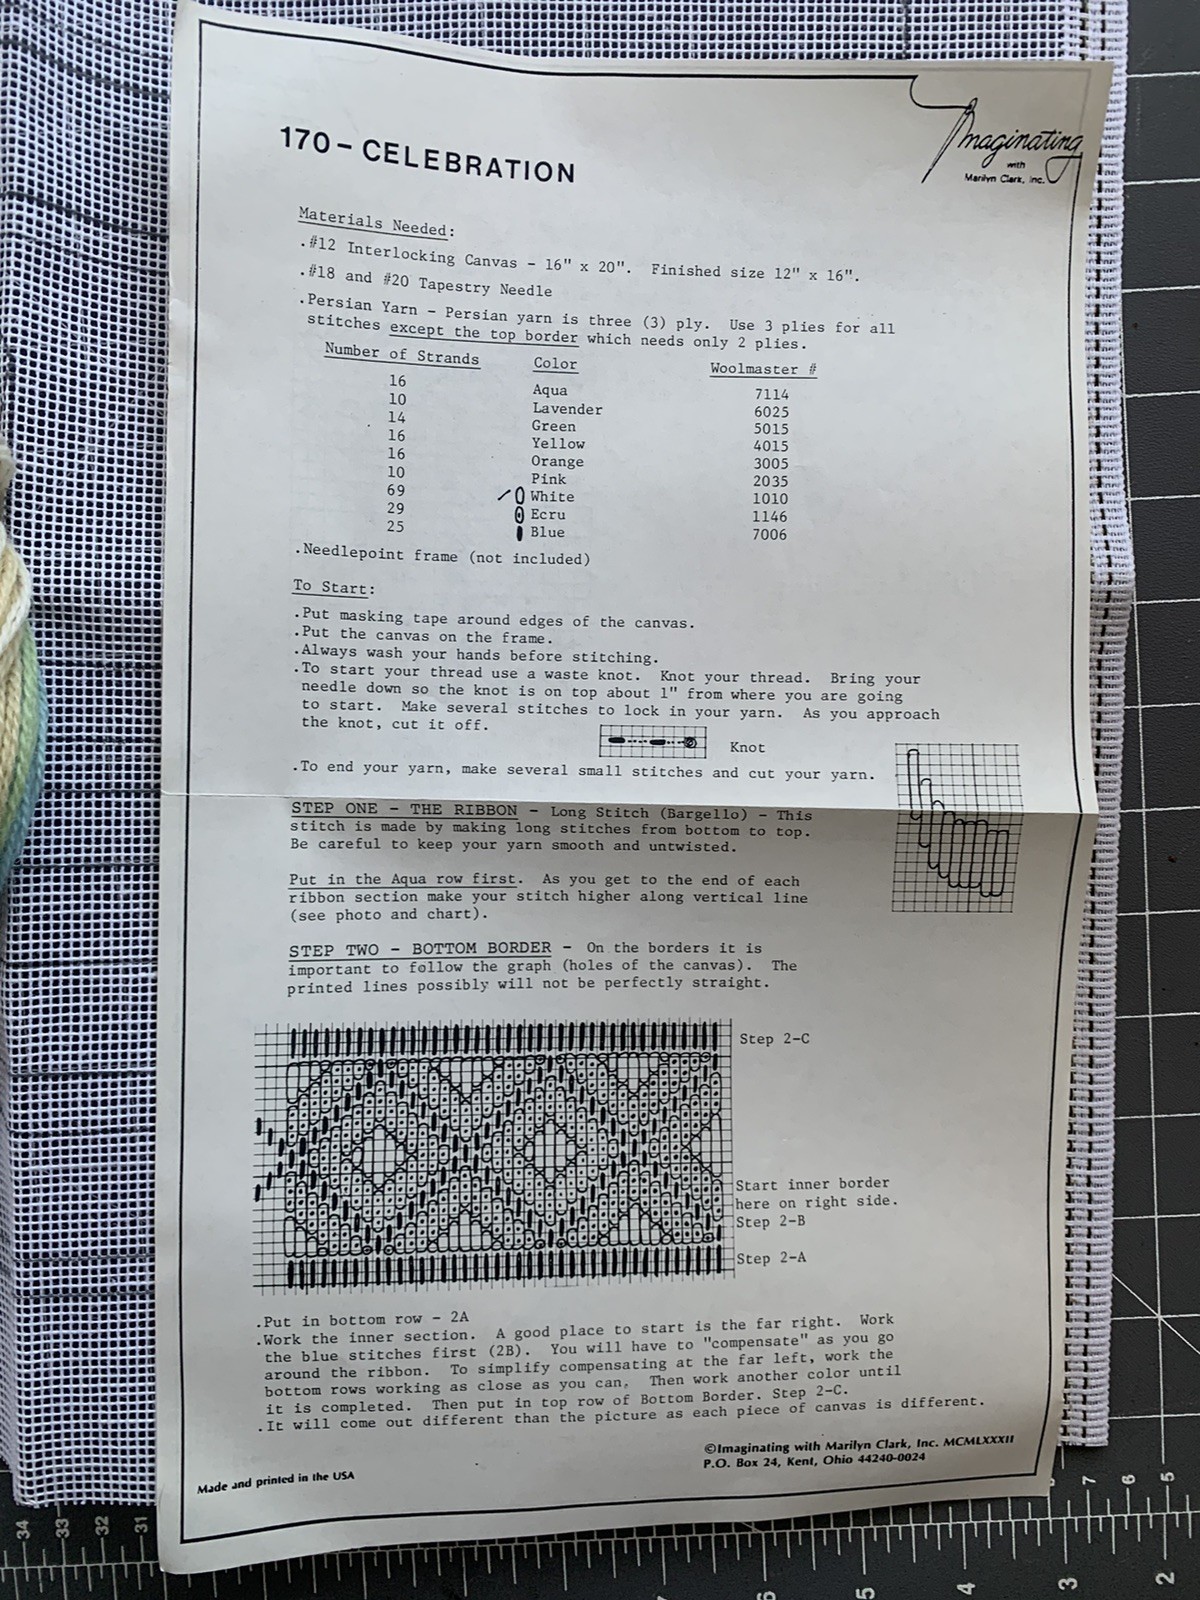 170 - CELEBRATION
Imaginating
with
Marilyn Clark, Inc.
Materials Needed:
.#12 Interlocking Canvas - 16" x 20". Finished size 12" x 16".
.#18 and #20 Tapestry Needle
.Persian Yarn - Persian yarn is three (3) ply. Use 3 plies for all
stitches except the top border which needs only 2 plies.
Number of Strands Color Woolmaster #
16 Aqua 7114
10 Lavender 6025
14 Green 5015
16 Yellow 4015
16 Orange 3005
10 Pink 2035
69 White 1010
29 Ecru 1146
25 Blue 7006
.Needlepoint frame (not included)
To Start:
.Put masking tape around edges of the canvas.
.Put the canvas on the frame.
.Always wash your hands before stitching.
.To start your thread use a waste knot. Knot your thread. Bring your
needle down so the knot is on top about 1" from where you are going
to start. Make several stitches to lock in your yarn. As you approach
the knot, cut it off.
Knot
.To end your yarn, make several small stitches and cut your yarn.
STEP ONE - THE RIBBON - Long Stitch (Bargello) - This
stitch is made by making long stitches from bottom to top.
Be careful to keep your yarn smooth and untwisted.
Put in the Aqua row first. As you get to the end of each
ribbon section make your stitch higher along vertical line
(see photo and chart).
STEP TWO - BOTTOM BORDER - On the borders it is
important to follow the graph (holes of the canvas). The
printed lines possibly will not be perfectly straight.
Step 2-C
Start inner border
here on right side.
Step 2-B
Step 2-A
.Put in bottom row - 2A
.Work the inner section. A good place to start is the far right. Work
the blue stitches first (2B). You will have to "compensate" as you go
around the ribbon. To simplify compensating at the far left, work the
bottom rows working as close as you can, Then work another color until
it is completed. Then put in top row of Bottom Border. Step 2-C.
.It will come out different than the picture as each piece of canvas is different.
©Imaginating with Marilyn Clark, Inc. MCMLXXXII
P.O. Box 24, Kent, Ohio 44240-0024
Made and printed in the USA
34 33 32 31
7 6 5
6 5 4 3 2